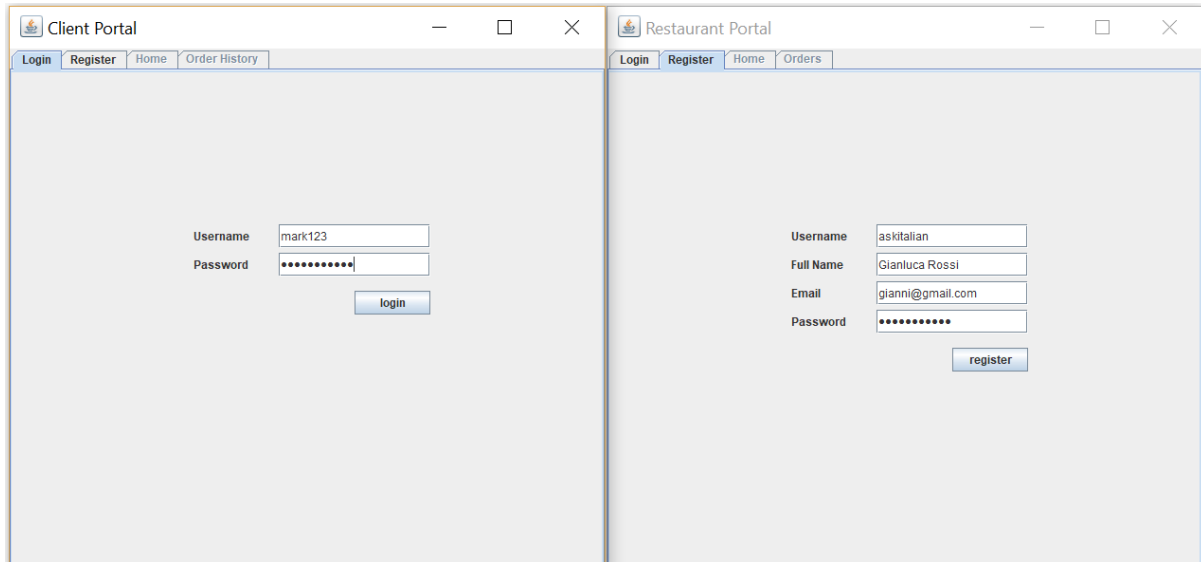 Client Portal
Login Register Home Order History
Username mark123
Password •••••••••••
login
Restaurant Portal
Login Register Home Orders
Username askitalian
Full Name Gianluca Rossi
Email gianni@gmail.com
Password •••••••••••
register